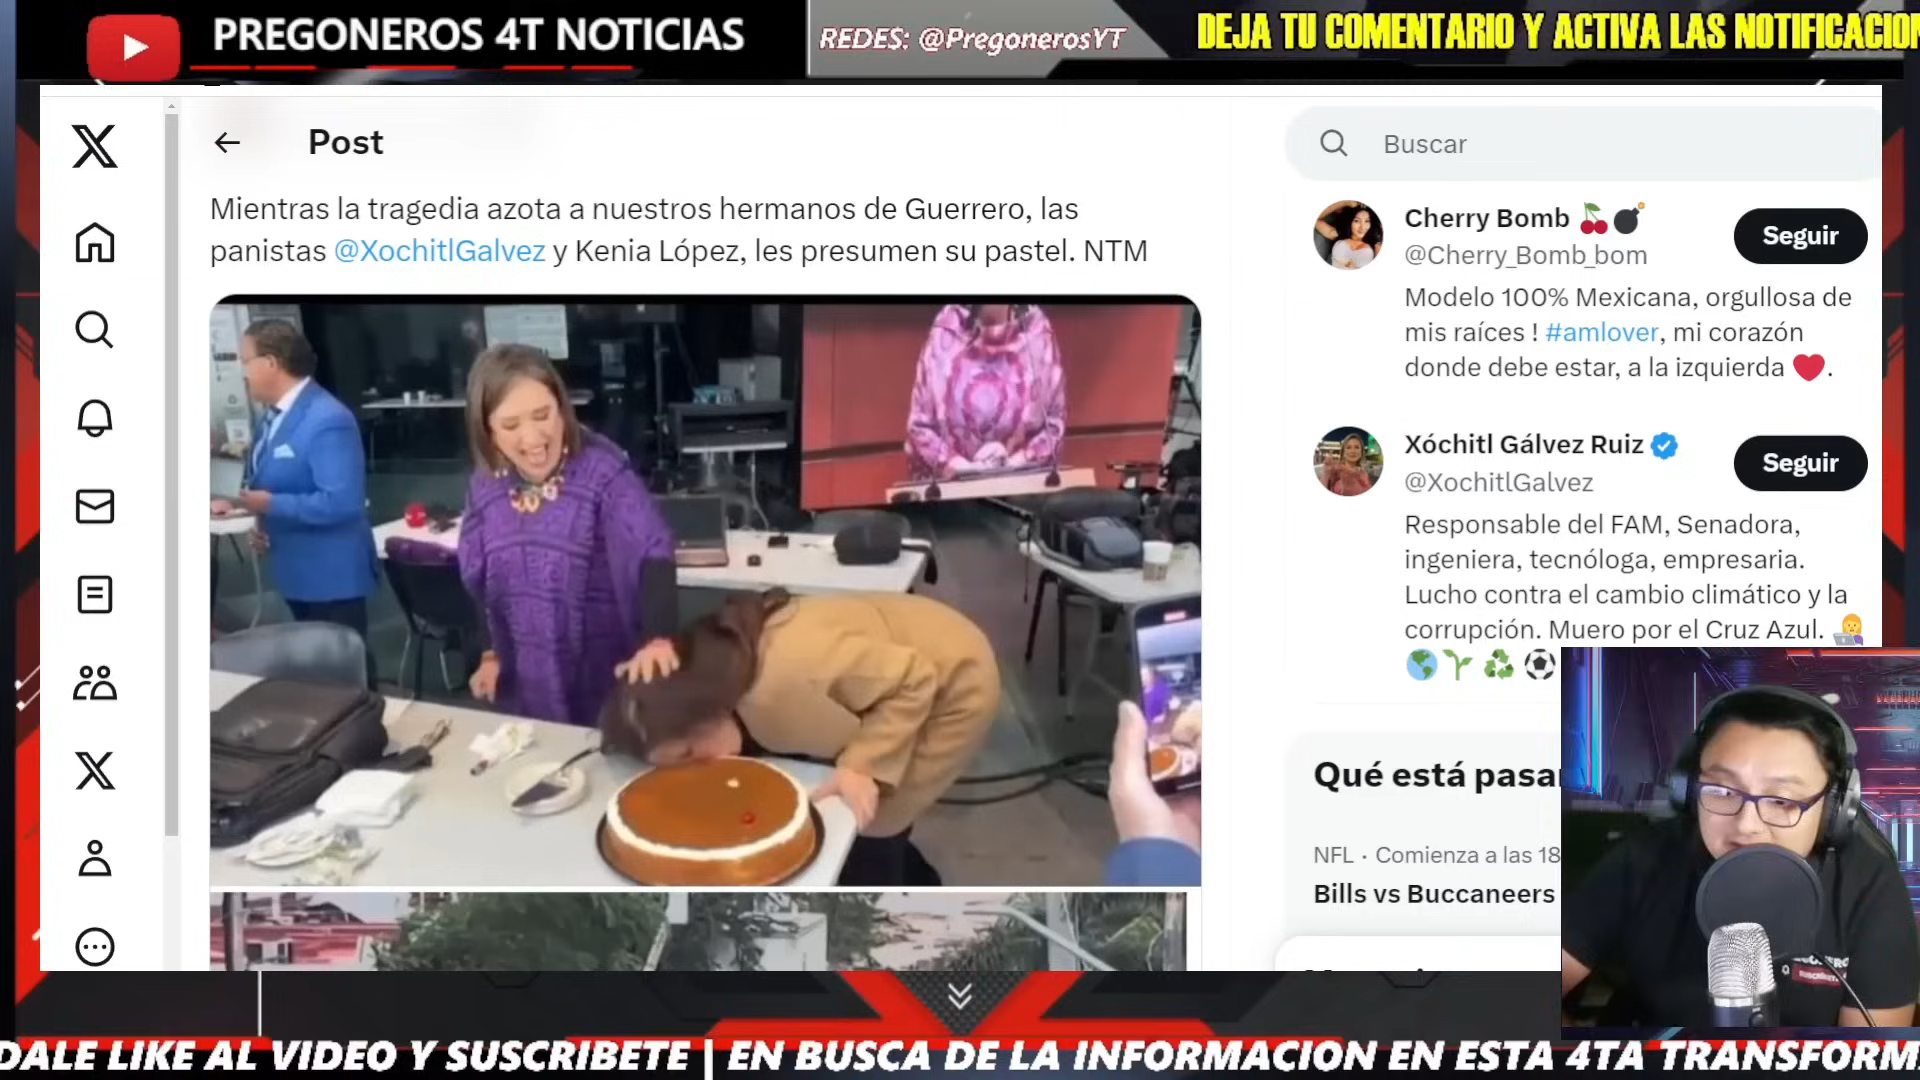 PREGONEROS 4T NOTICIAS
REDES: @PregonerosYT
DEJA TU COMENTARIO Y ACTIVA LAS
Post
Mientras la tragedia azota a nuestros hermanos de Guerrero, las
panistas @XochitlGalvez y Kenia López, les presumen su pastel. NTM
Buscar
Cherry Bomb 🍒💣
@Cherry_Bomb_bom
Seguir
Modelo 100% Mexicana, orgullosa de
mis raíces ! #amlover, mi corazón
donde debe estar, a la izquierda ❤️.
Xóchitl Gálvez Ruiz
@XochitlGalvez
Seguir
Responsable del FAM, Senadora,
ingeniera, tecnóloga, empresaria.
Lucho contra el cambio climático y la
corrupción. Muero por el Cruz Azul. 👩‍💻
🌎🌱♻️⚽
Qué está
NFL · Comienza a las 18
Bills vs Buccaneers
DALE LIKE AL VIDEO Y SUSCRIBETE | EN BUSCA DE LA INFORMACION EN ESTA 4TA